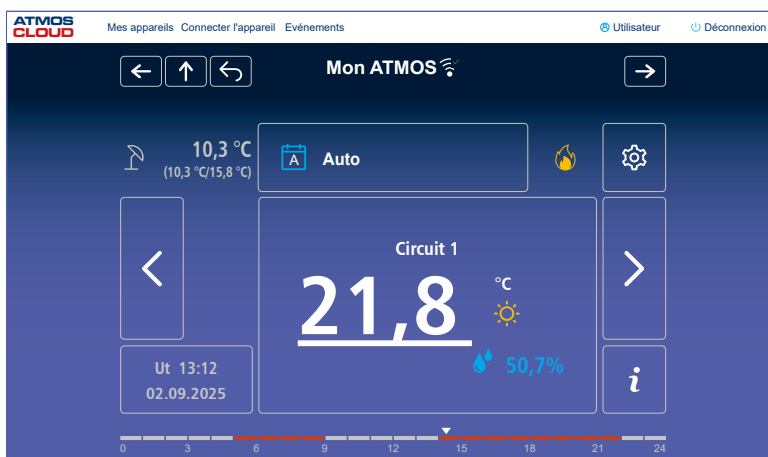 ATMOS CLOUD Mes appareils Connecter l'appareil Evénements Utilisateur Déconnexion
Mon ATMOS
10,3 °C
(10,3 °C/15,8 °C)
A Auto
Circuit 1
21,8 °C
50,7%
Ut 13:12
02.09.2025
i
0 3 6 9 12 15 18 21 24